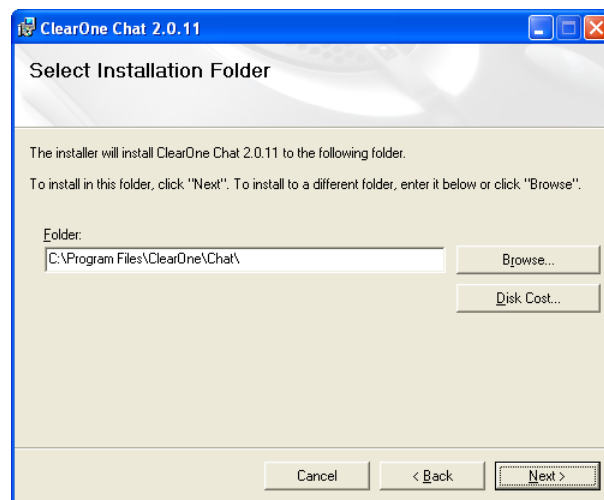 ClearOne Chat 2.0.11
Select Installation Folder
The installer will install ClearOne Chat 2.0.11 to the following folder.
To install in this folder, click "Next". To install to a different folder, enter it below or click "Browse".
Folder:
C:\Program Files\ClearOne\Chat\
Browse...
Disk Cost...
Cancel
< Back
Next >